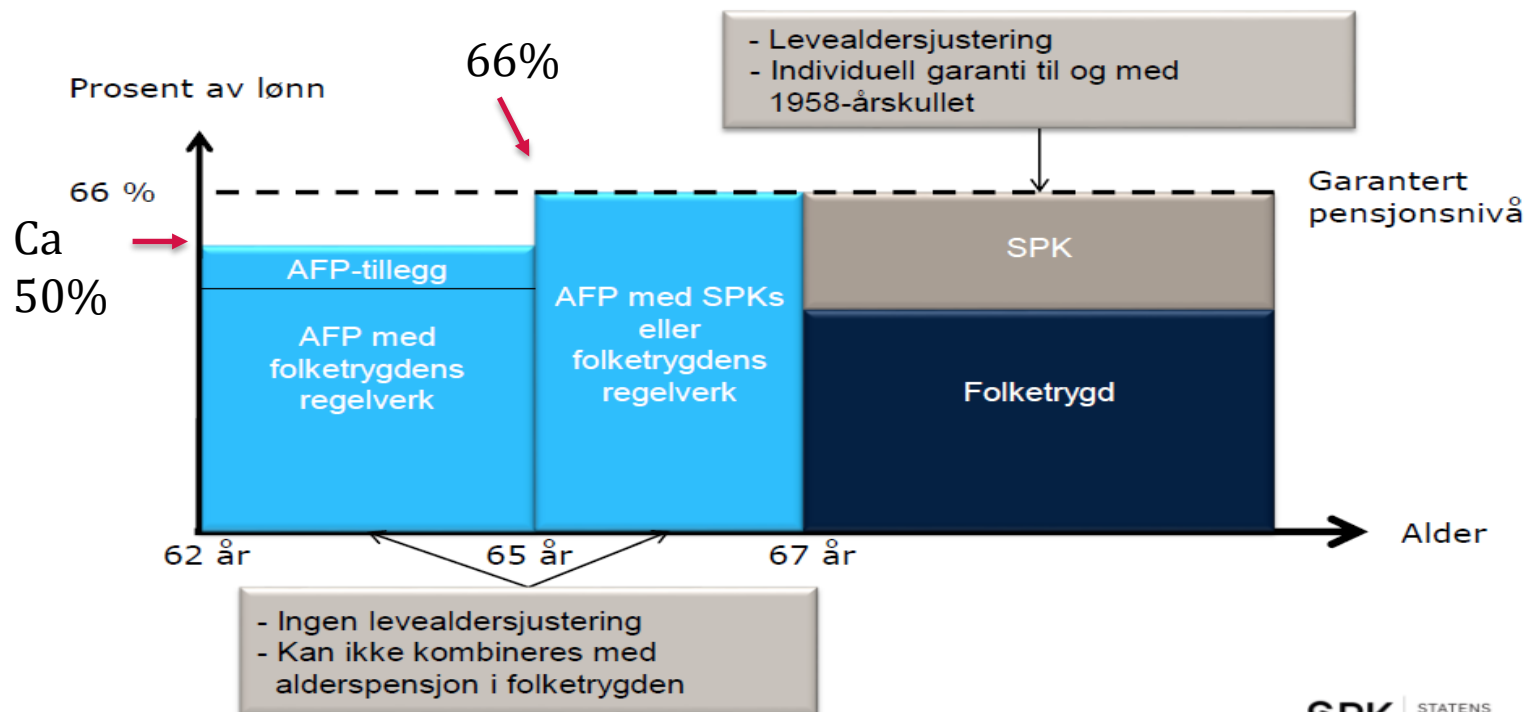 - Levealdersjustering
- Individuell garanti til og med
1958-årskullet
66%
Prosent av lønn
66 %
Garantert
pensjonsnivå
Ca
50%
AFP-tillegg
AFP med
folketrygdens
regelverk
AFP med SPKs
eller
folketrygdens
regelverk
SPK
Folketrygd
62 år
65 år
67 år
Alder
- Ingen levealdersjustering
- Kan ikke kombineres med
alderspensjon i folketrygden
SPK
STATENS